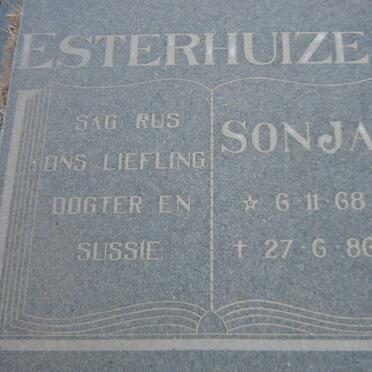 ESTERHUIZE
SAG RUS
ONS LIEFLING
DOGTER EN
SUSSIE
SONJA
☆ 6·11·68
† 27·6·86